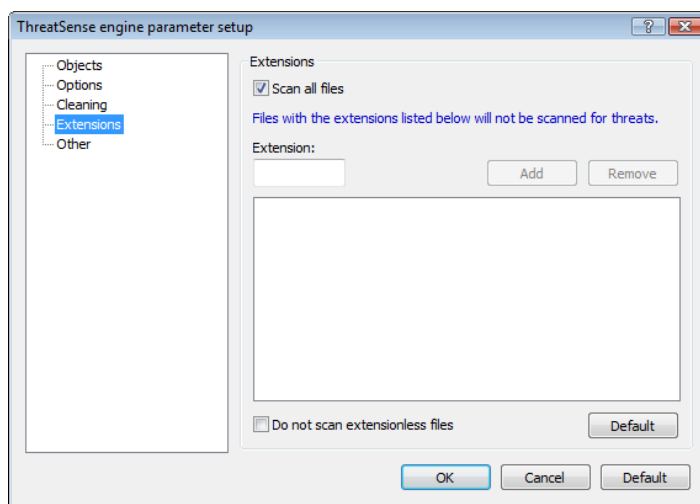 ThreatSense engine parameter setup
Objects
Options
Cleaning
Extensions
Other
Extensions
Scan all files
Files with the extensions listed below will not be scanned for threats.
Extension:
Add Remove
Do not scan extensionless files Default
OK Cancel Default